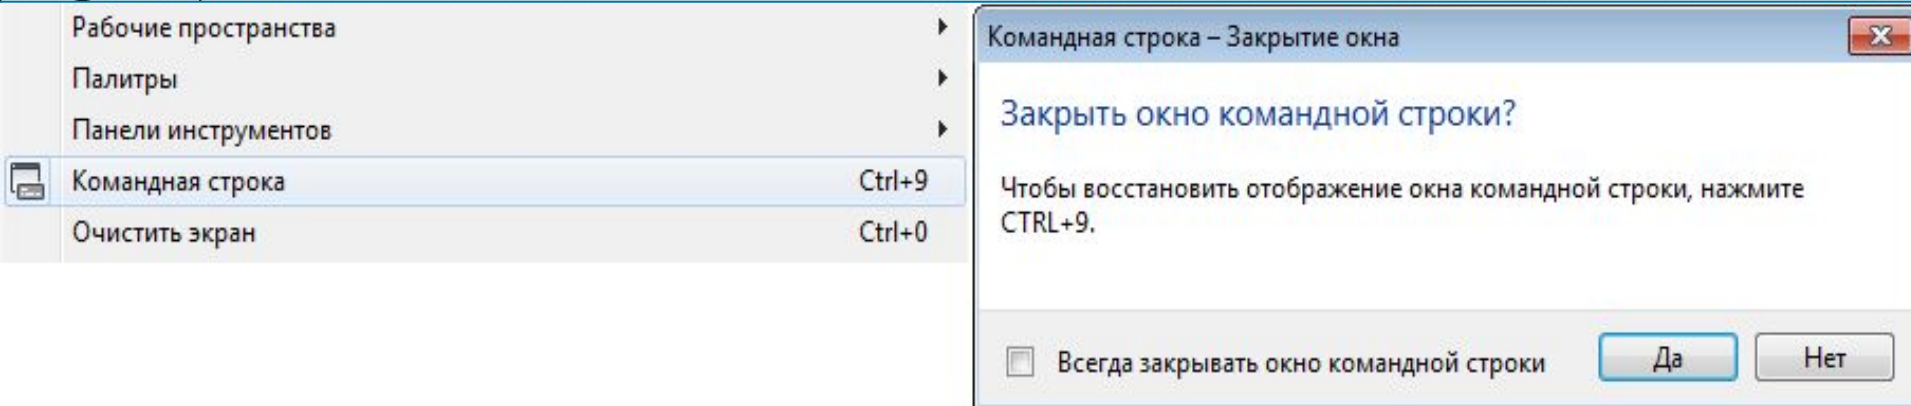 Рабочие пространства
Палитры
Панели инструментов
Командная строка Ctrl+9
Очистить экран Ctrl+0
Командная строка – Закрытие окна
Закрыть окно командной строки?
Чтобы восстановить отображение окна командной строки, нажмите
CTRL+9.
Всегда закрывать окно командной строки Да Нет